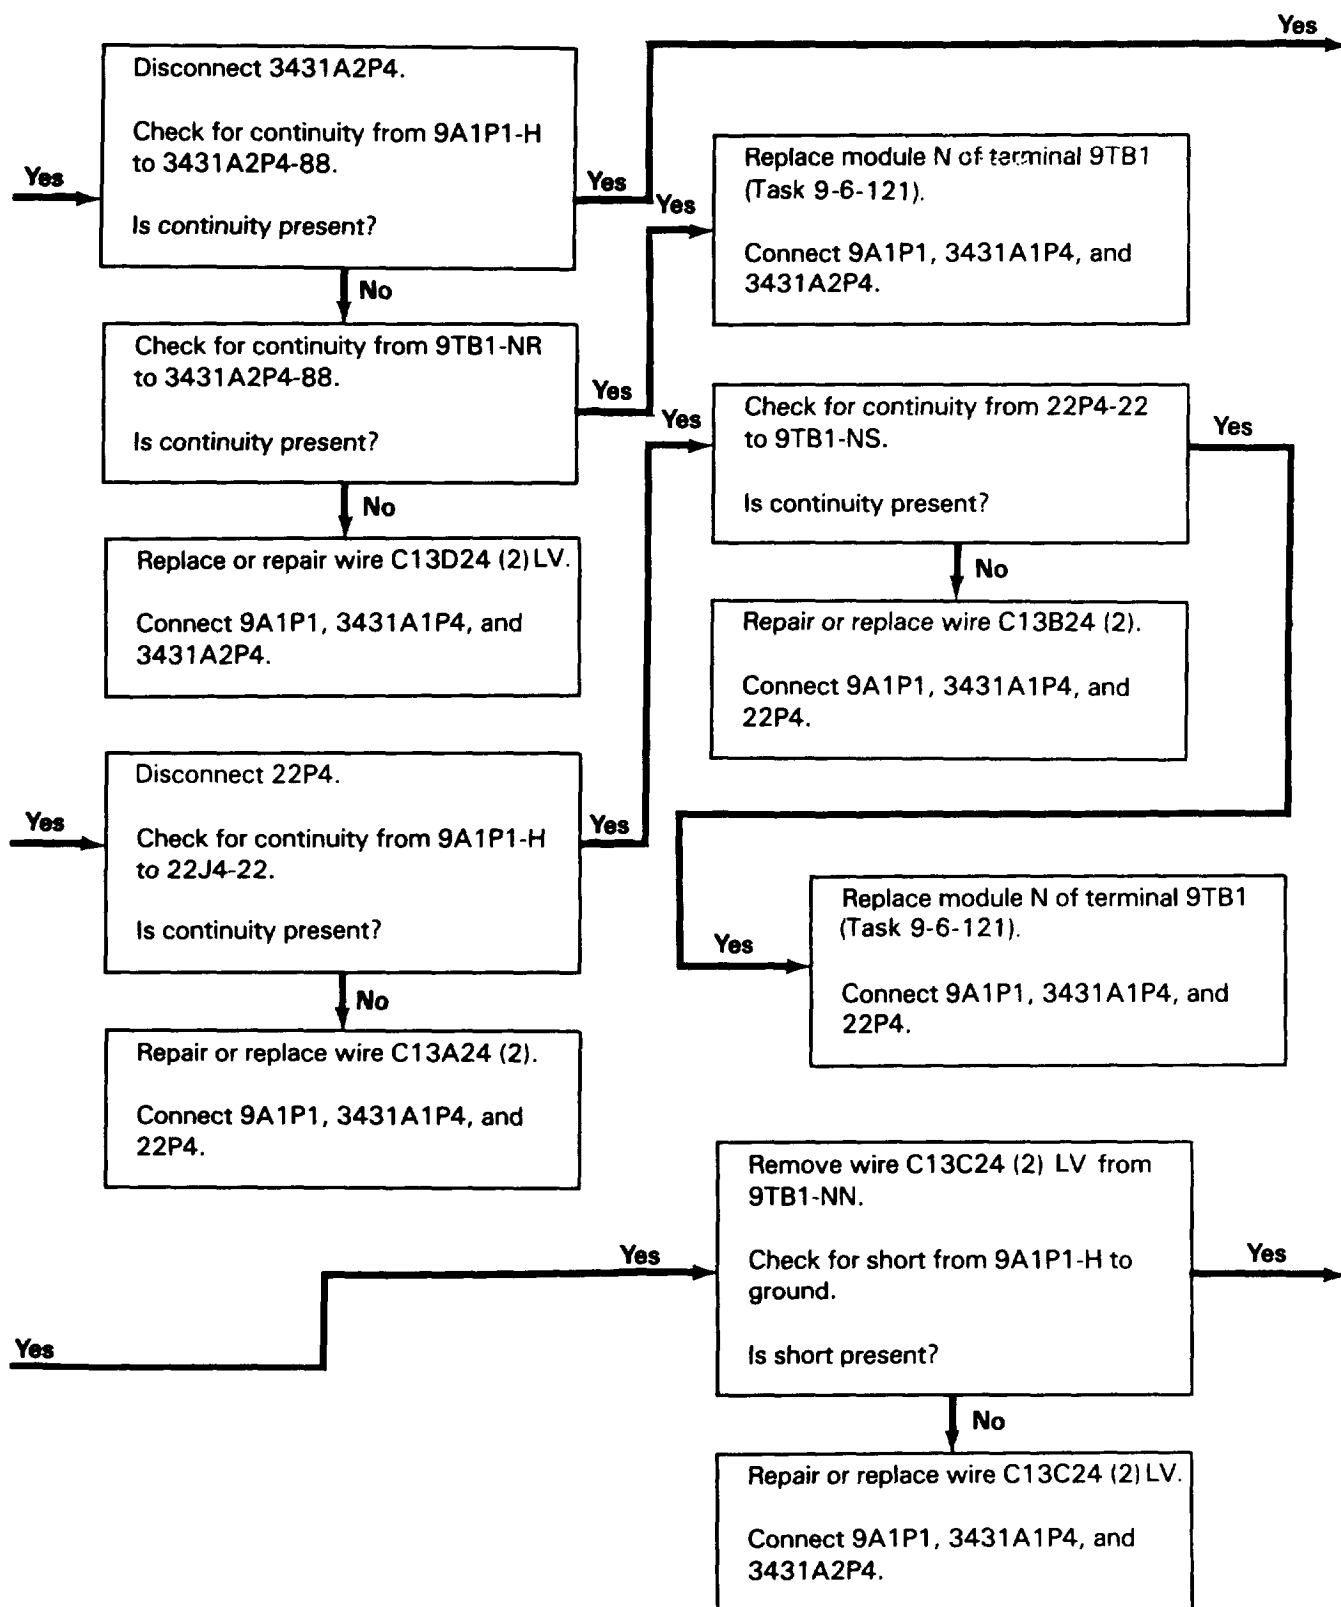 Yes
Disconnect 3431A2P4.
Check for continuity from 9A1P1-H
to 3431A2P4-88.
Is continuity present?
Yes
Yes
No
Replace module N of terminal 9TB1
(Task 9-6-121).
Connect 9A1P1, 3431A1P4, and
3431A2P4.
Yes
Check for continuity from 9TB1-NR
to 3431A2P4-88.
Is continuity present?
Yes
No
Replace or repair wire C13D24 (2) LV.
Connect 9A1P1, 3431A1P4, and
3431A2P4.
Check for continuity from 22P4-22
to 9TB1-NS.
Is continuity present?
Yes
Yes
No
Repair or replace wire C13B24 (2).
Connect 9A1P1, 3431A1P4, and
22P4.
Yes
Disconnect 22P4.
Check for continuity from 9A1P1-H
to 22J4-22.
Is continuity present?
Yes
No
Repair or replace wire C13A24 (2).
Connect 9A1P1, 3431A1P4, and
22P4.
Yes
Replace module N of terminal 9TB1
(Task 9-6-121).
Connect 9A1P1, 3431A1P4, and
22P4.
Yes
Yes
Remove wire C13C24 (2) LV from
9TB1-NN.
Check for short from 9A1P1-H to
ground.
Is short present?
Yes
No
Repair or replace wire C13C24 (2) LV.
Connect 9A1P1, 3431A1P4, and
3431A2P4.